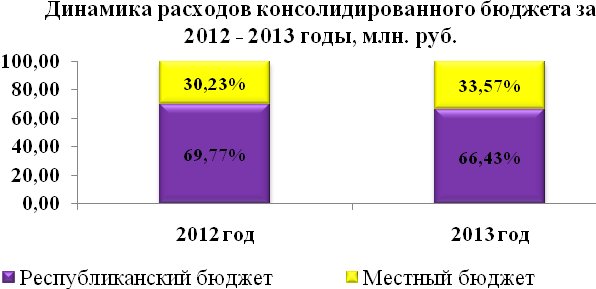 Динамика расходов консолидированного бюджета за
2012 - 2013 годы, млн. руб.
100,00
80,00
60,00
40,00
20,00
0,00
30,23%
33,57%
69,77%
66,43%
2012 год
2013 год
Республиканский бюджет
Местный бюджет